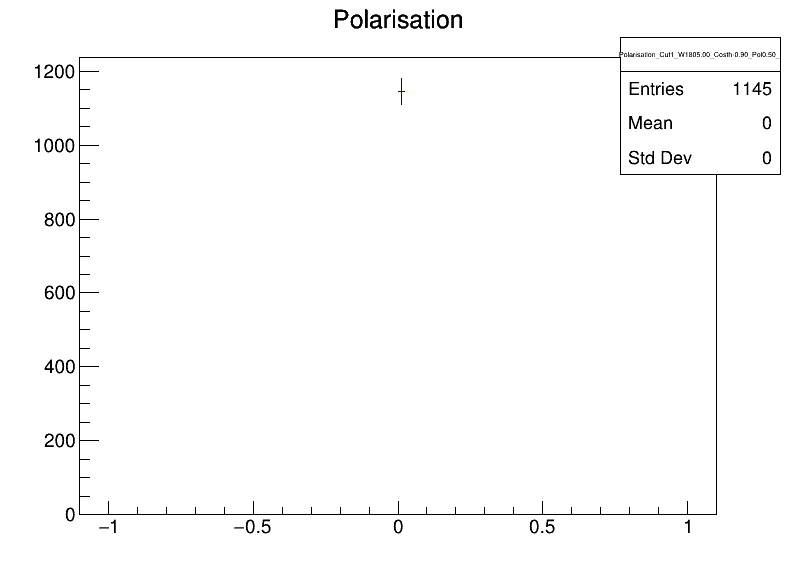 Polarisation
Polarisation_Cut1_W1805.00_Costh-0.90_Pol0.50_
Entries 1145
Mean 0
Std Dev 0
1200
1000
800
600
400
200
0
−1 −0.5 0 0.5 1